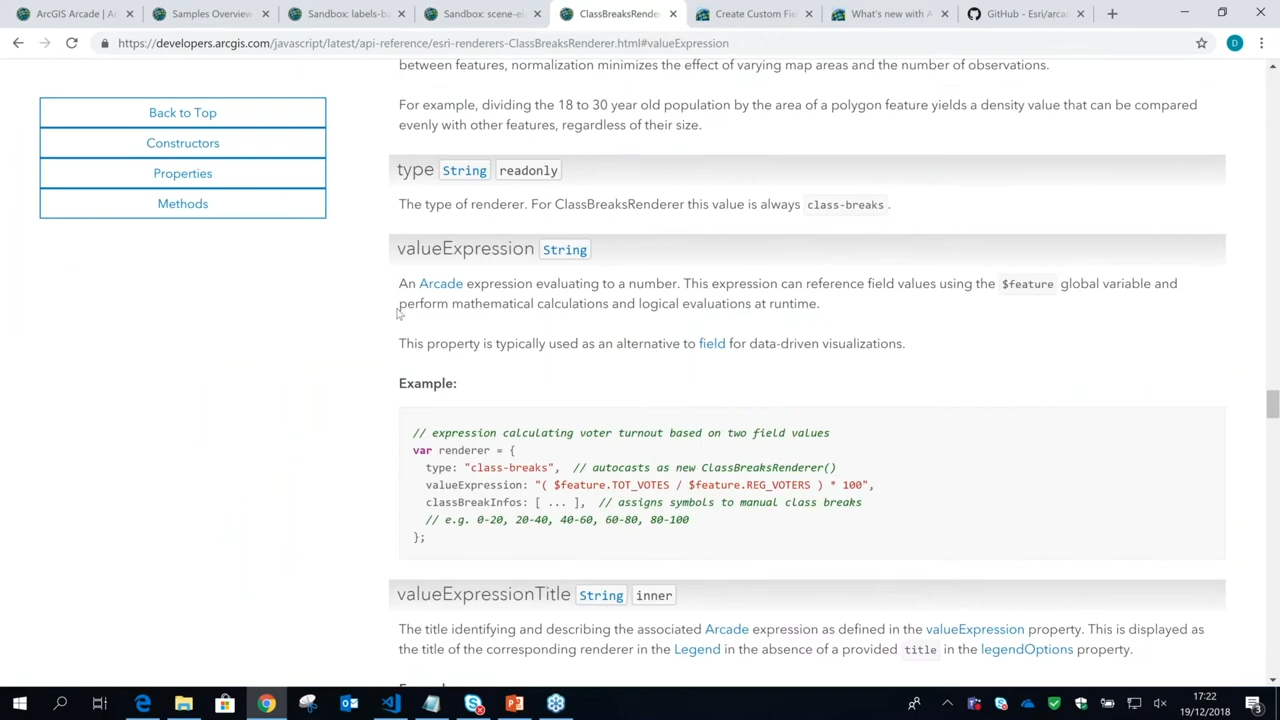 ArcGIS Arcade | Ar
Samples Overview
Sandbox: labels-ba
Sandbox: scene-el
ClassBreaksRende
Create Custom Fie
What's new with A
GitHub - Esri/arcad
https://developers.arcgis.com/javascript/latest/api-reference/esri-renderers-ClassBreaksRenderer.html#valueExpression
D
Back to Top
Constructors
Properties
Methods
between features, normalization minimizes the effect of varying map areas and the number of observations.
For example, dividing the 18 to 30 year old population by the area of a polygon feature yields a density value that can be compared
evenly with other features, regardless of their size.
type String readonly
The type of renderer. For ClassBreaksRenderer this value is always class-breaks.
valueExpression String
An Arcade expression evaluating to a number. This expression can reference field values using the $feature global variable and
perform mathematical calculations and logical evaluations at runtime.
This property is typically used as an alternative to field for data-driven visualizations.
Example:
// expression calculating voter turnout based on two field values
var renderer = {
type: "class-breaks", // autocasts as new ClassBreaksRenderer()
valueExpression: "( $feature.TOT_VOTES / $feature.REG_VOTERS ) * 100",
classBreakInfos: [ ... ], // assigns symbols to manual class breaks
// e.g. 0-20, 20-40, 40-60, 60-80, 80-100
};
valueExpressionTitle String inner
The title identifying and describing the associated Arcade expression as defined in the valueExpression property. This is displayed as
the title of the corresponding renderer in the Legend in the absence of a provided title in the legendOptions property.
17:22
19/12/2018
3